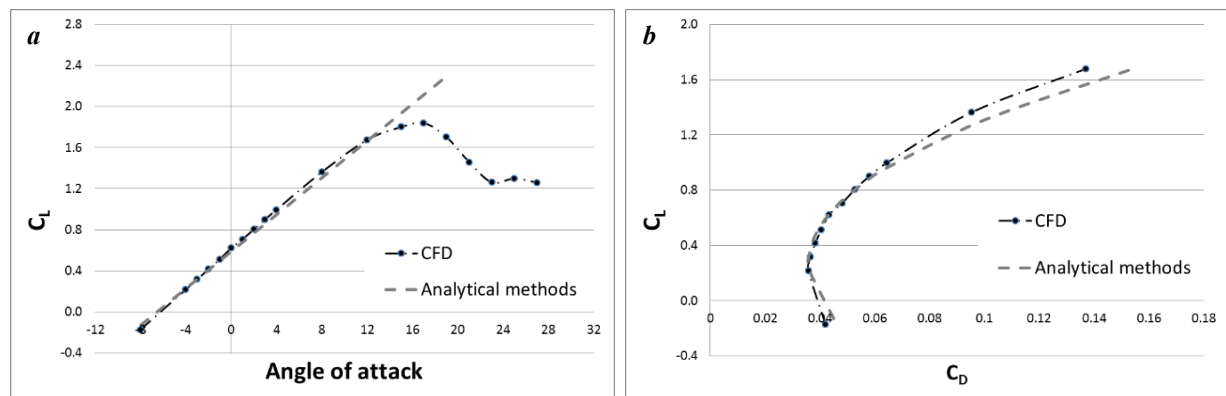 a
2.8
2.4
2.0
1.6
1.2
0.8
0.4
0.0
-0.4
-12 -8 -4 0 4 8 12 16 20 24 28 32
C_L
Angle of attack
CFD
Analytical methods
b
2.0
1.6
1.2
0.8
0.4
0.0
-0.4
0 0.02 0.04 0.06 0.08 0.1 0.12 0.14 0.16 0.18
C_L
C_D
CFD
Analytical methods